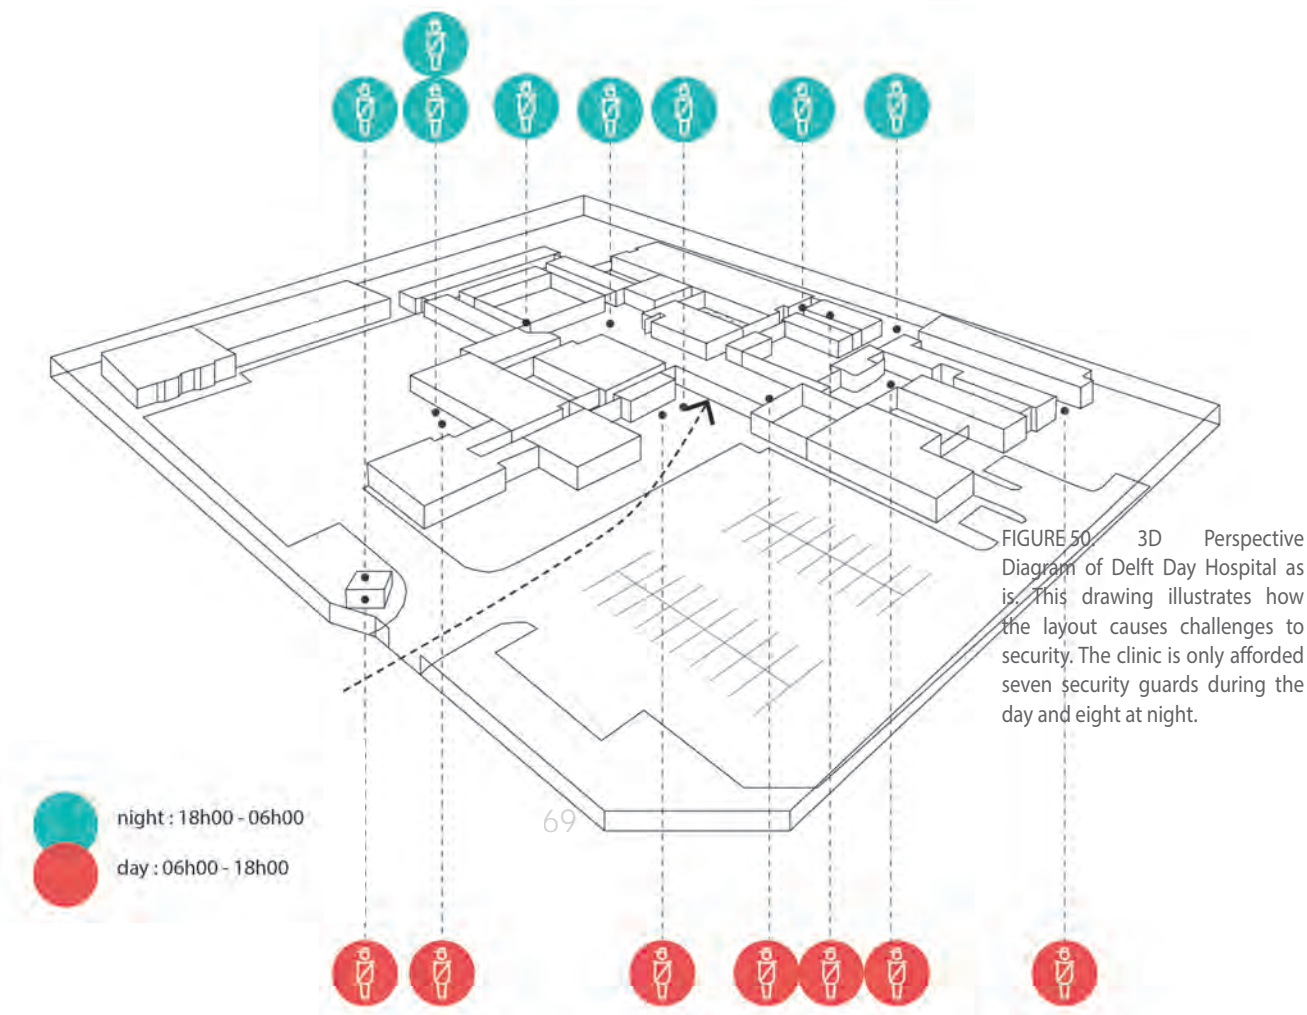 FIGURE 50. 3D Perspective
Diagram of Delft Day Hospital as
is. This drawing illustrates how
the layout causes challenges to
security. The clinic is only afforded
seven security guards during the
day and eight at night.
night : 18h00 - 06h00
69
day : 06h00 - 18h00